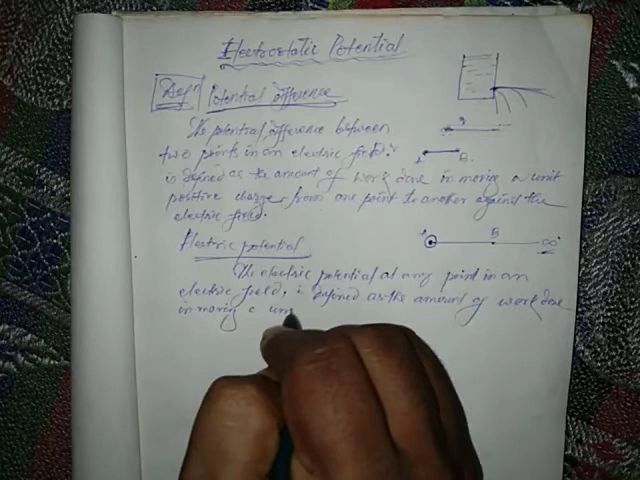 Electrostatic Potential
Defn Potential difference
The potential difference between
two points in an electric field.
is defined as the amount of work done in moving a unit
positive charge from one point to another against the
electric field.
A B
B ∞
Electric potential
The electric potential at any point in an
electric field, is defined as the amount of work done
in moving a uni